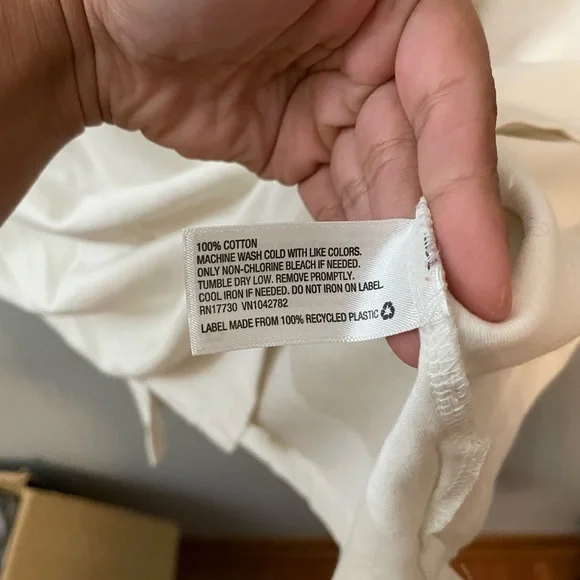 100% COTTON
MACHINE WASH COLD WITH LIKE COLORS.
ONLY NON-CHLORINE BLEACH IF NEEDED.
TUMBLE DRY LOW. REMOVE PROMPTLY.
COOL IRON IF NEEDED. DO NOT IRON ON LABEL.
RN17730 VN1042782
LABEL MADE FROM 100% RECYCLED PLASTIC